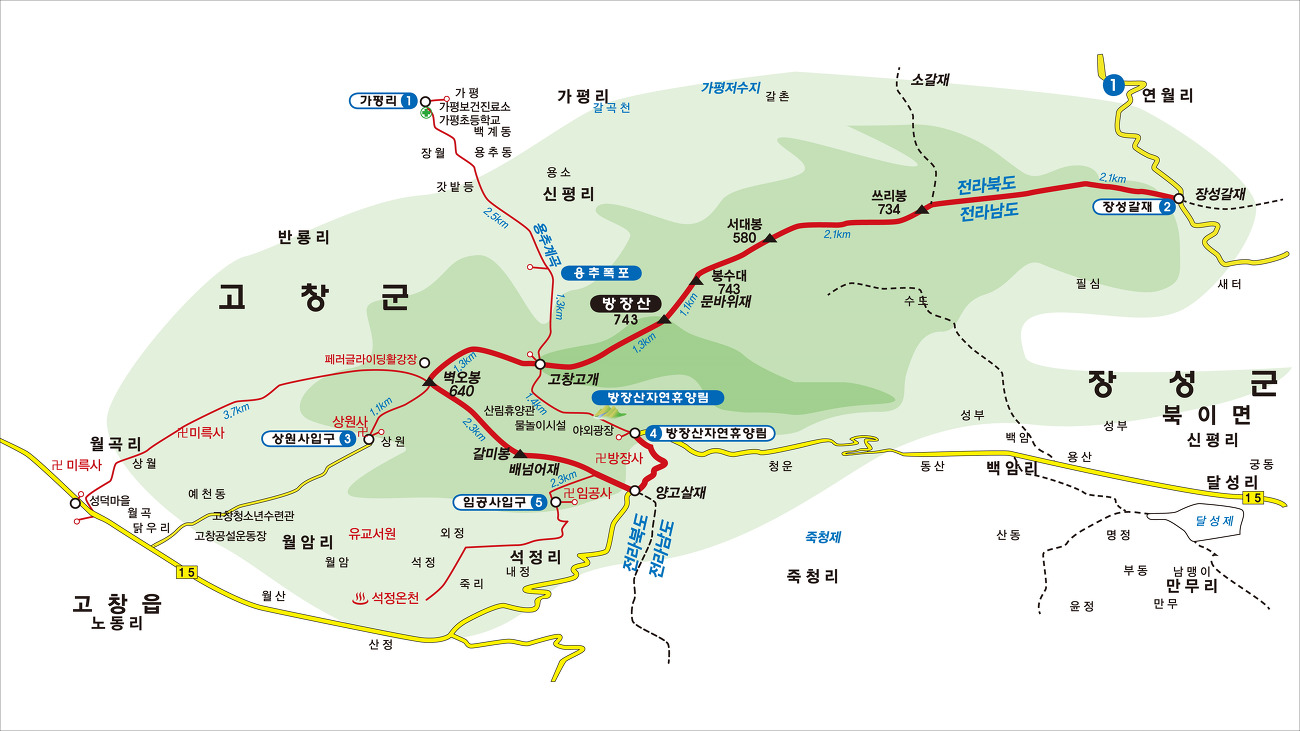 가평리 1
가 평
가평보건진료소
가평초등학교
백 계 동
장 월
용 추 동
갓 발 등
가 평 리
갈 곡 천
가평저수지
갈 촌
소갈재
1
연 월 리
용 소
신 평 리
2.5km
용추계곡
용 추 폭 포
1.3km
반 룡 리
고 창 군
쓰리봉
734
전라북도
전라남도
2.1km
장성갈재 2
장성갈재
서대봉
580
2.1km
봉수대
743
문바위재
방 장 산
743
1.1km
1.3km
필 심
새 터
페러글라이딩활강장
1.3km
벽오봉
640
고창고개
1.4km
방장산자연휴양림
산림휴양관
물놀이시설
야외광장
4 방장산자연휴양림
장 성 군
북 이 면
신 평 리
3.7km
1.1km
상원사
상원사입구 3
상 원
2.3km
갈미봉
배넘어재
방장사
2.3km
임공사
임공사입구 5
양고살재
미륵사
월 곡 리
미륵사
상 월
성덕마을
월 곡
닭 우 리
예 천 동
고창청소년수련관
고창공설운동장
월 암 리
월 암
유교서원
외 정
석 정
석 정 리
내 정
죽 리
석정온천
전라북도
전라남도
청 운
동 산
성 부
백 암
백 암 리
성 부
용 산
궁 동
달 성 리
15
달 성 제
죽청제
죽 청 리
산 동
명 정
부 동
남 맹 이
만 무 리
만 무
윤 정
15
고 창 읍
노 동 리
월 산
산 정